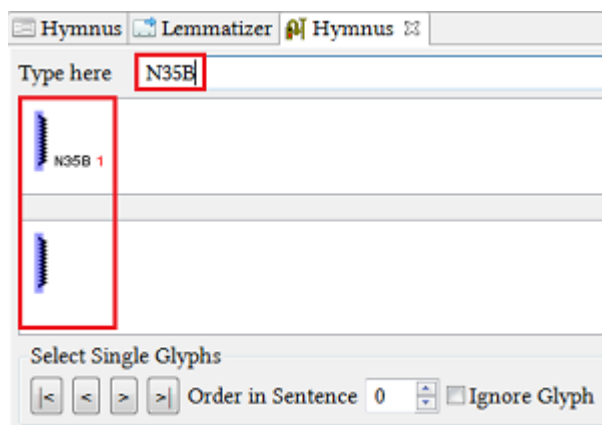 Hymnus Lemmatizer Hymnus
Type here N35B
N35B 1
Select Single Glyphs
|< < > >| Order in Sentence 0 Ignore Glyph